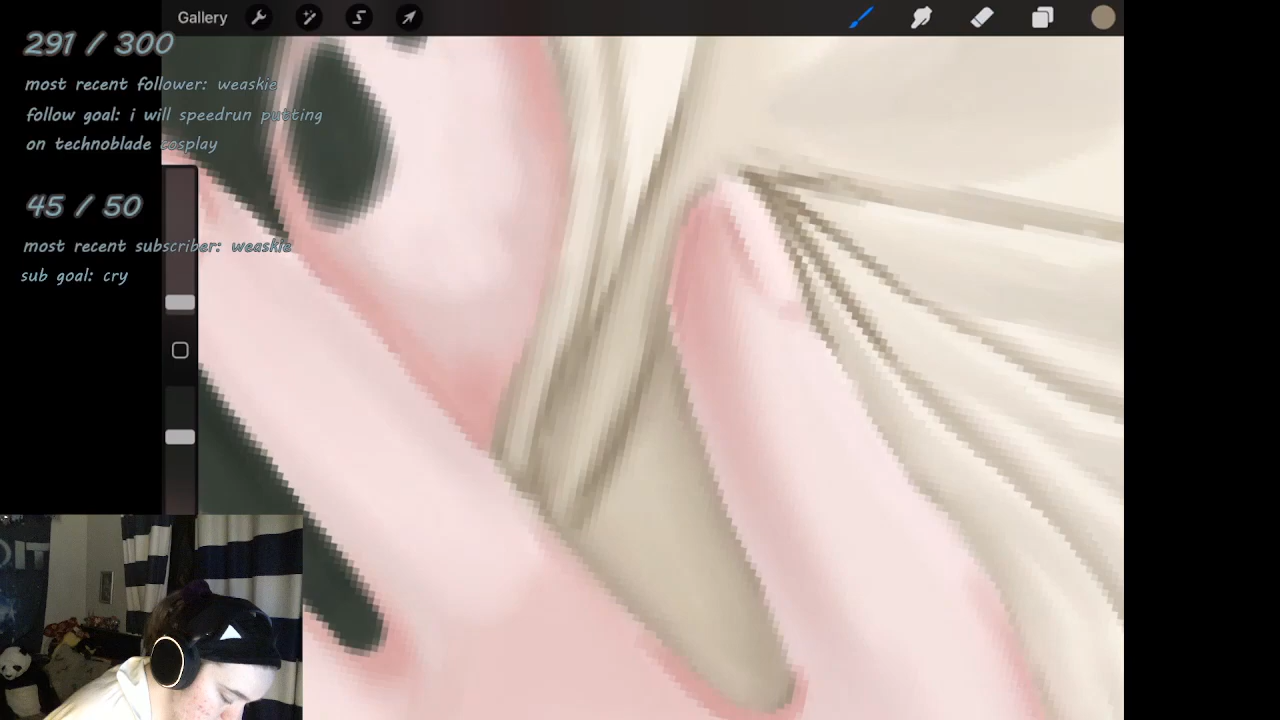 Gallery
291 / 300
most recent follower: weaskie
follow goal: i will speedrun putting
on technoblade cosplay
45 / 50
most recent subscriber: weaskie
sub goal: cry